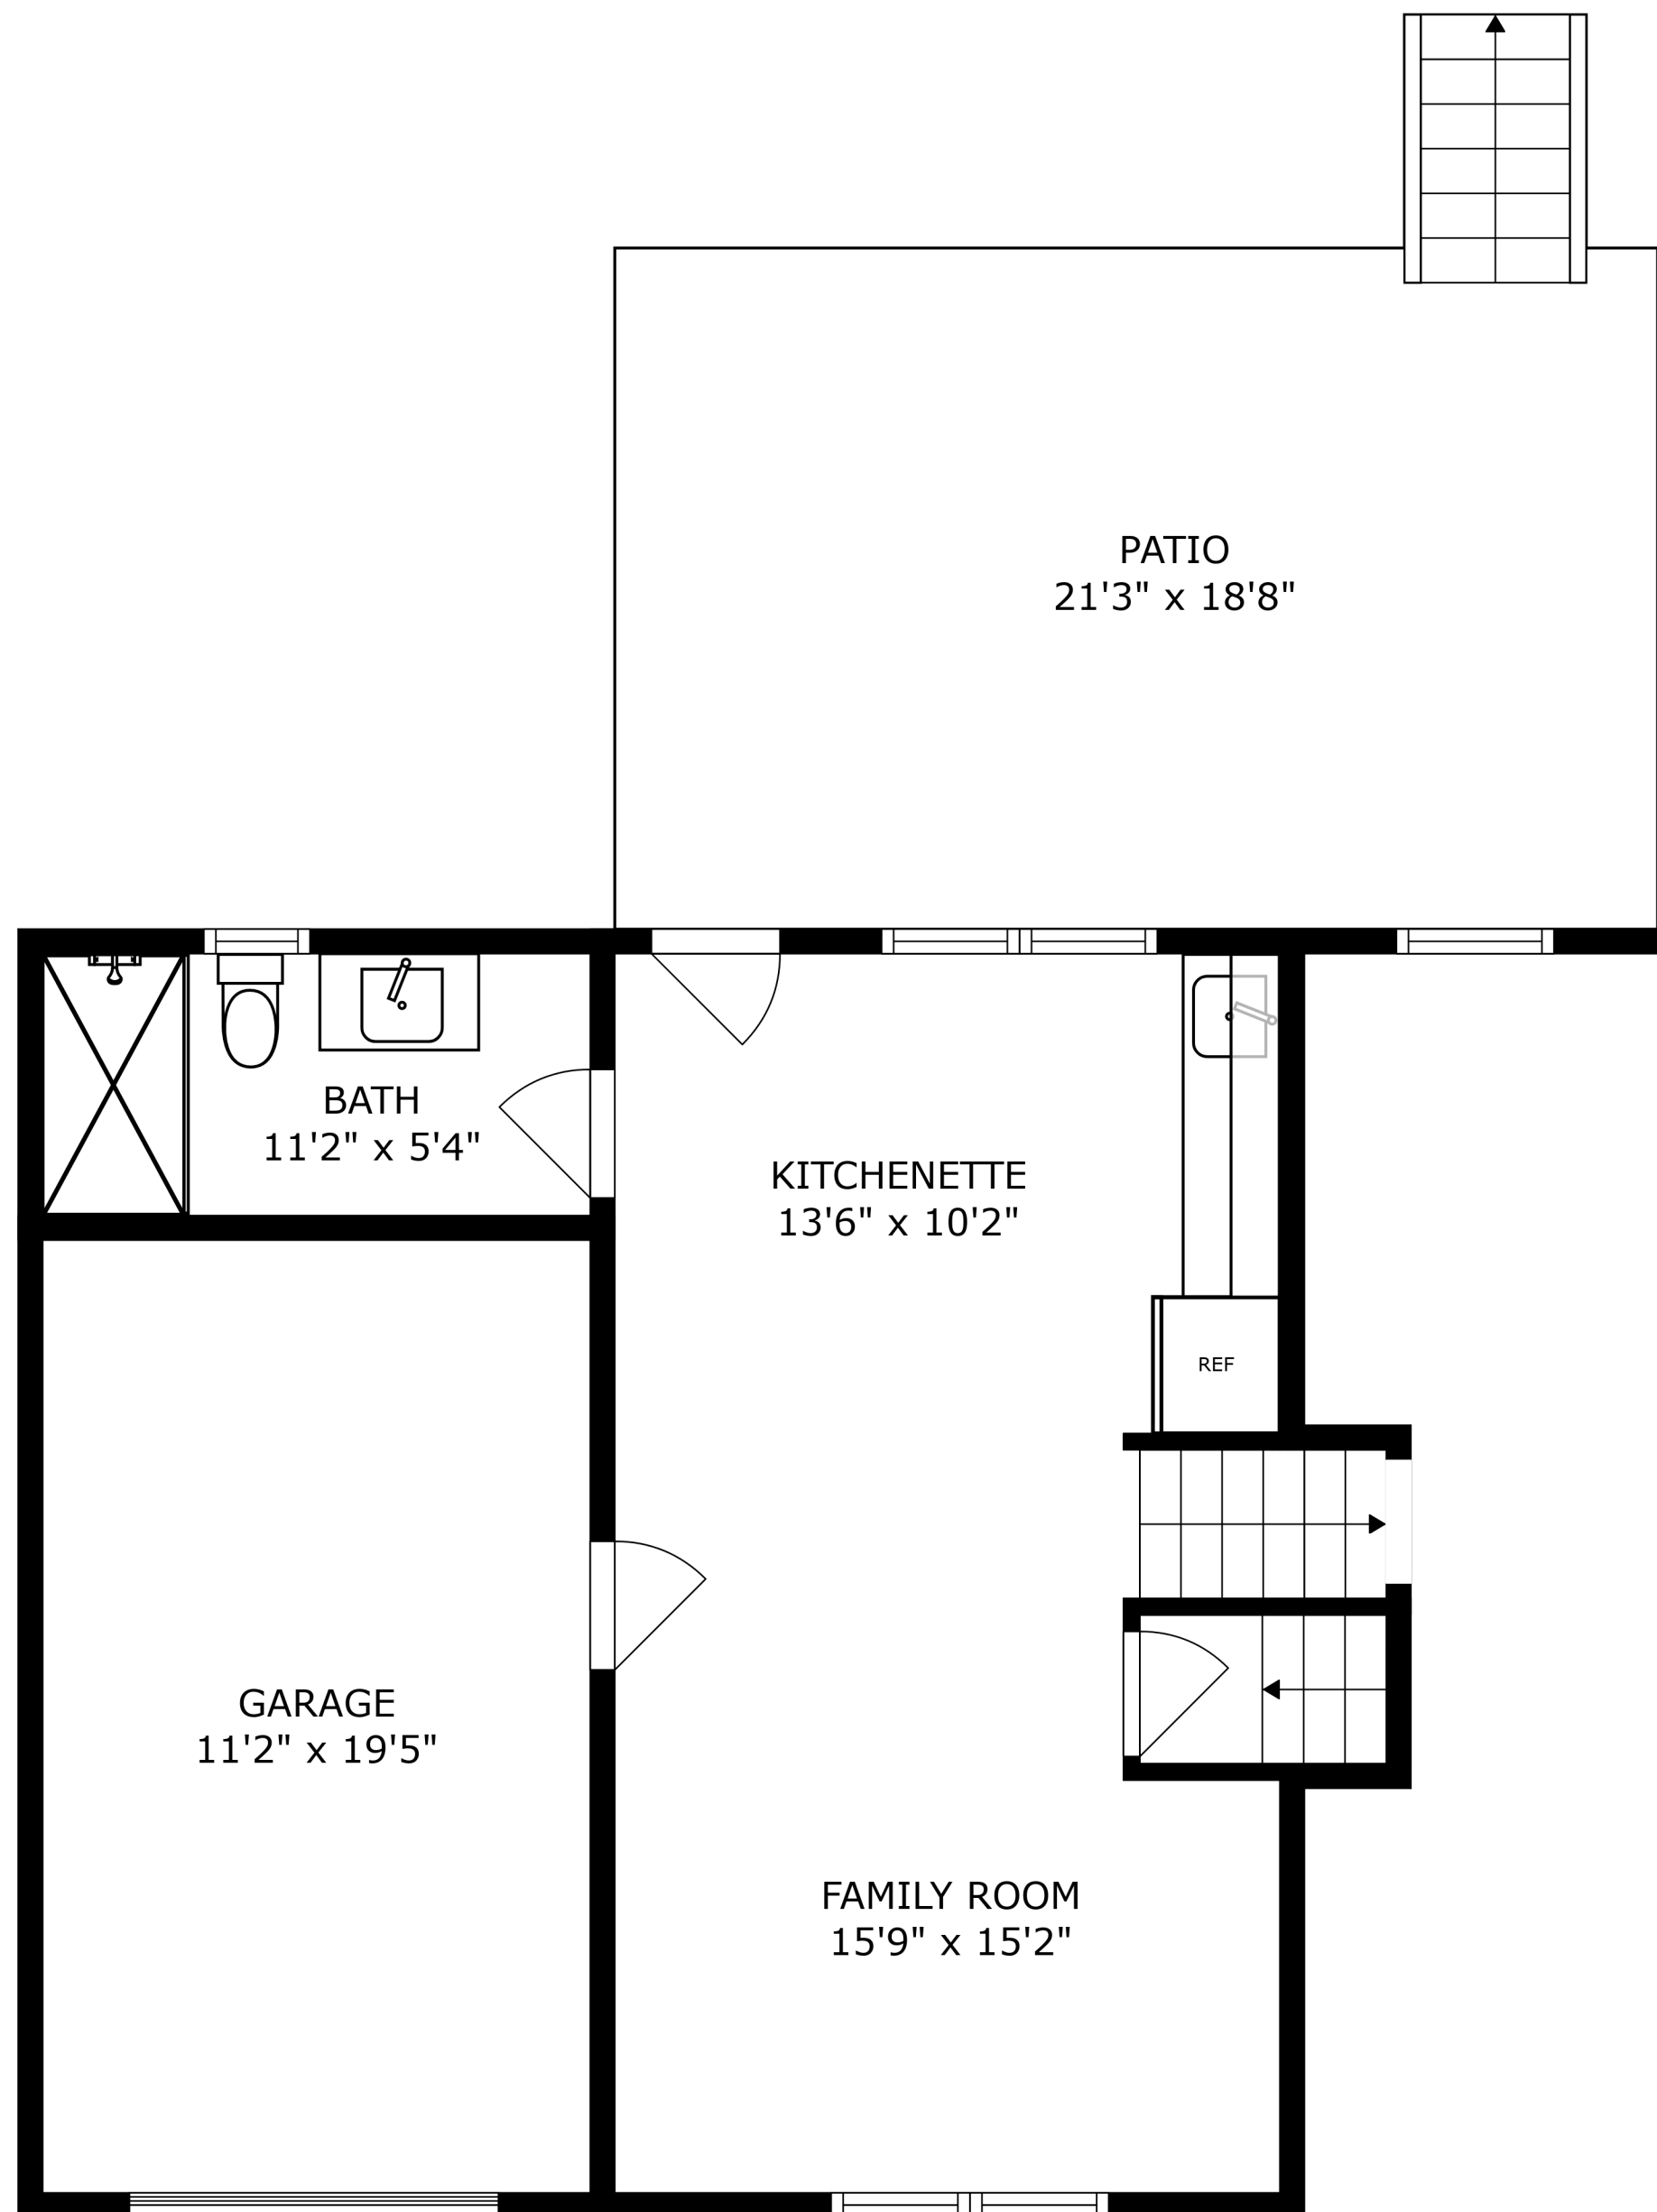 PATIO
21'3" x 18'8"
BATH
11'2" x 5'4"
KITCHENETTE
13'6" x 10'2"
REF
GARAGE
11'2" x 19'5"
FAMILY ROOM
15'9" x 15'2"